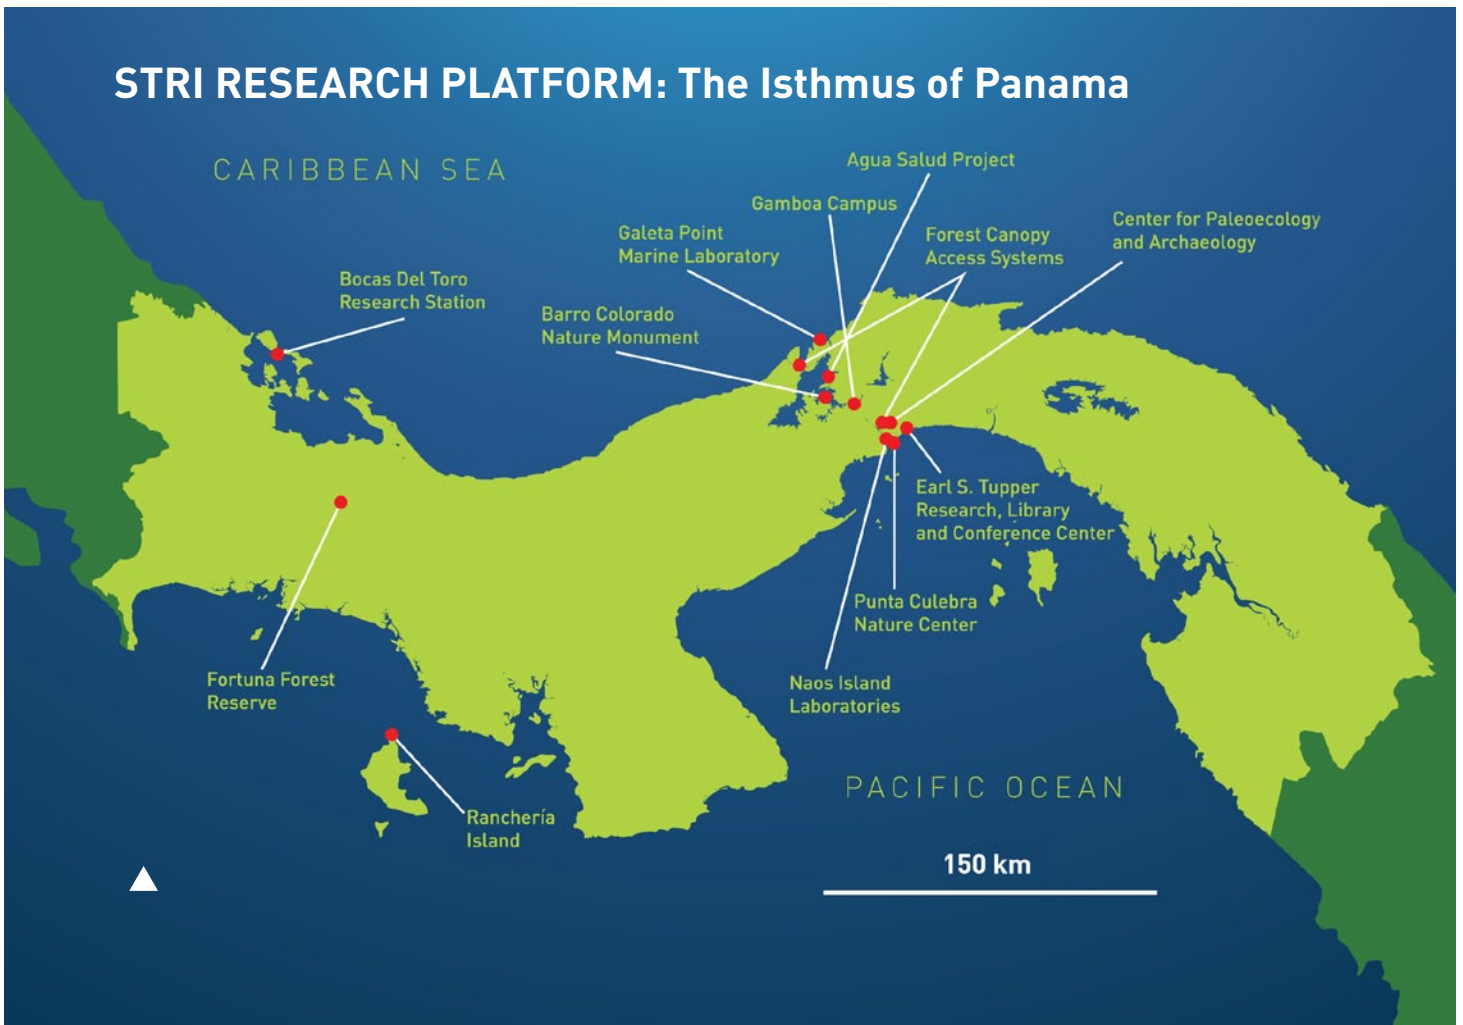 STRI RESEARCH PLATFORM: The Isthmus of Panama
CARIBBEAN SEA
Agua Salud Project
Gamboa Campus
Galeta Point
Marine Laboratory
Forest Canopy
Access Systems
Center for Paleoecology
and Archaeology
Bocas Del Toro
Research Station
Barro Colorado
Nature Monument
Earl S. Tupper
Research, Library
and Conference Center
Punta Culebra
Nature Center
Fortuna Forest
Reserve
Naos Island
Laboratories
Ranchería
Island
PACIFIC OCEAN
150 km